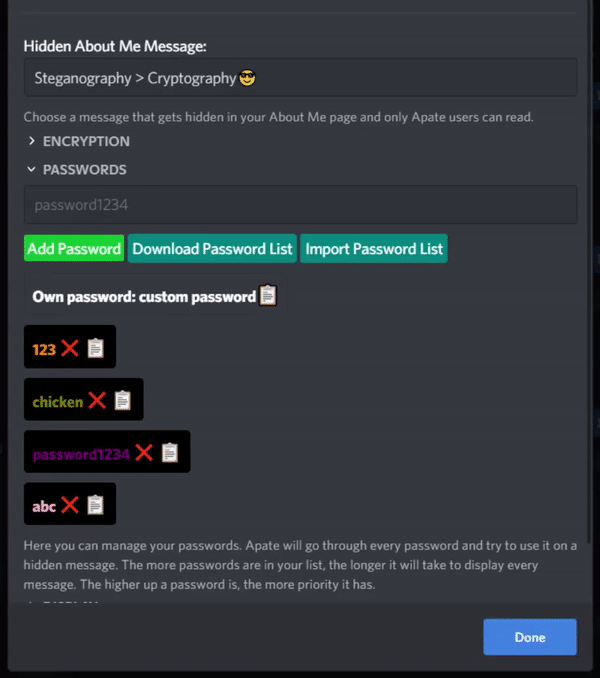 Hidden About Me Message:
Steganography > Cryptography 😎
Choose a message that gets hidden in your About Me page and only Apate users can read.
ENCRYPTION
PASSWORDS
password1234
Add Password Download Password List Import Password List
Own password: custom password
123
chicken
password1234
abc
Here you can manage your passwords. Apate will go through every password and try to use it on a
hidden message. The more passwords are in your list, the longer it will take to display every
message. The higher up a password is, the more priority it has.
Done